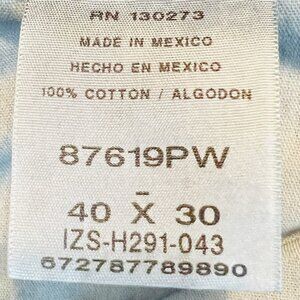 RN 130273
MADE IN MEXICO
HECHO EN MEXICO
100% COTTON / ALGODON
87619PW
-
40 X 30
IZS-H291-043
672787789890